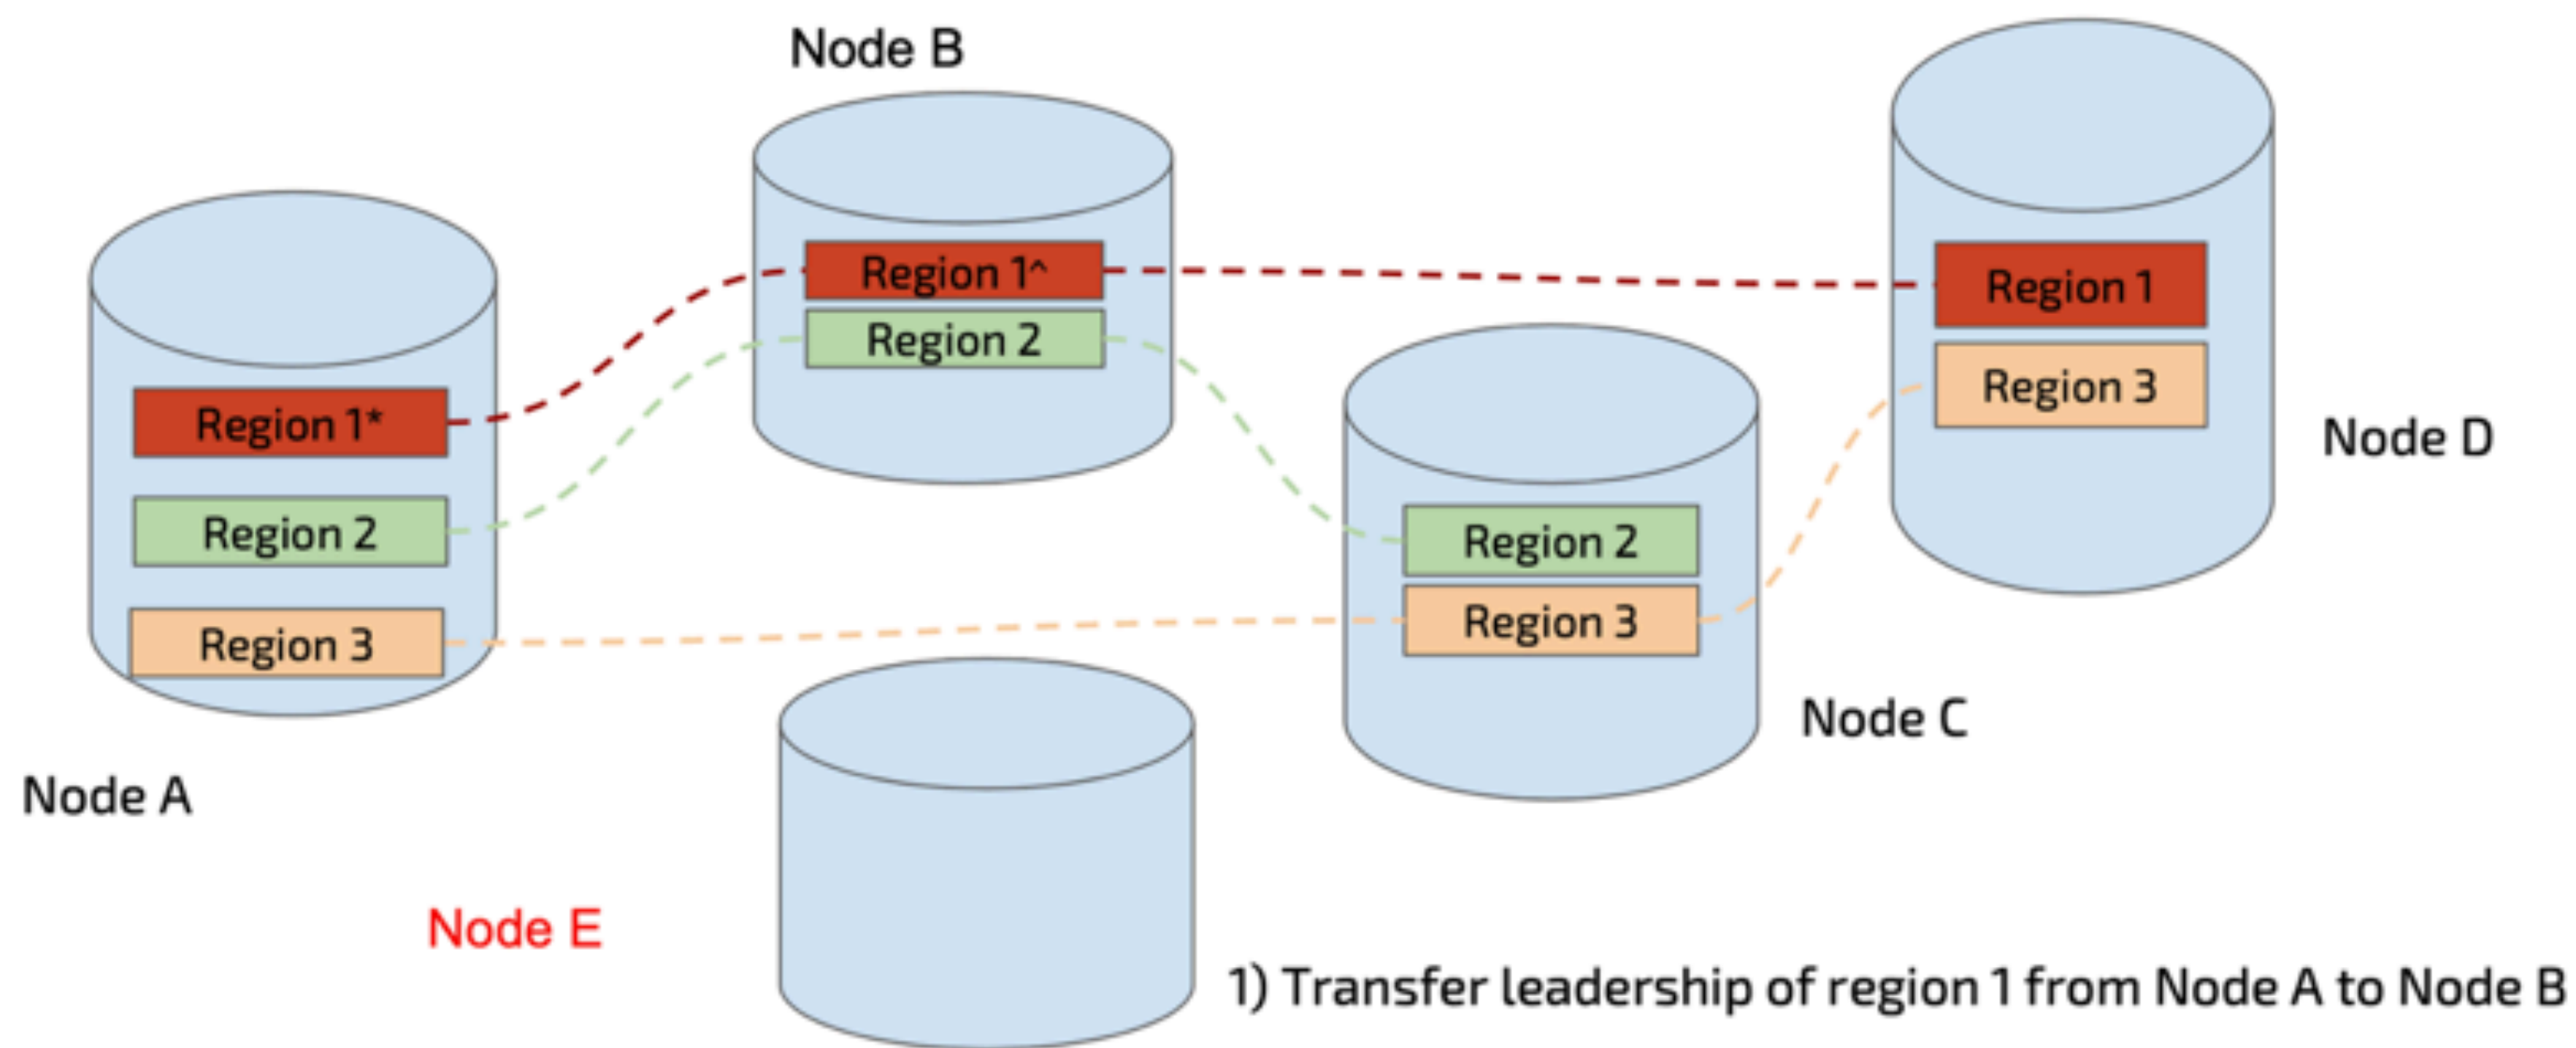 Node B
Region 1^
Region 2
Region 1
Region 3
Node D
Region 1*
Region 2
Region 3
Node A
Region 2
Region 3
Node C
Node E
1) Transfer leadership of region 1 from Node A to Node B